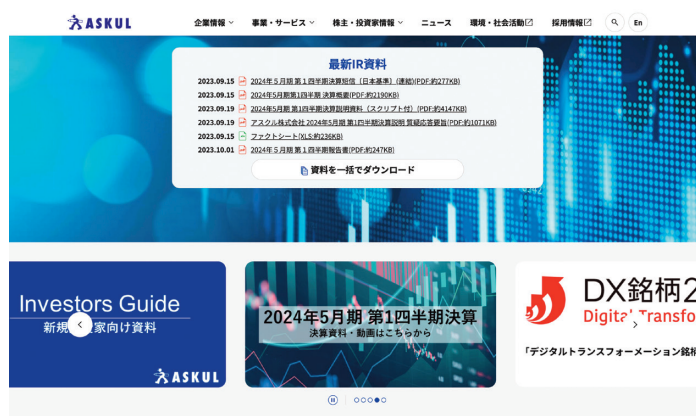 ASKUL 企業情報 事業・サービス 株主・投資家情報 ニュース 環境・社会活動 採用情報 En
最新IR資料
2023.09.15 2024年5月期 第1四半期決算短信〔日本基準〕(連結)(PDF:約277KB)
2023.09.15 2024年5月期第1四半期 決算概要(PDF:約2190KB)
2023.09.19 2024年5月期第1四半期決算説明資料(スクリプト付)(PDF:約4147KB)
2023.09.19 アスクル株式会社 2024年5月期 第1四半期決算説明 質疑応答要旨(PDF:約1071KB)
2023.09.15 ファクトシート(XLS:約236KB)
2023.10.01 2024年5月期 第1四半期報告書(PDF:約247KB)
資料を一括でダウンロード
Investors Guide
新規 家向け資料
ASKUL
2024年5月期 第1四半期決算
決算資料・動画はこちらから
DX銘柄2
Digital Transfo
「デジタルトランスフォーメーション銘柄